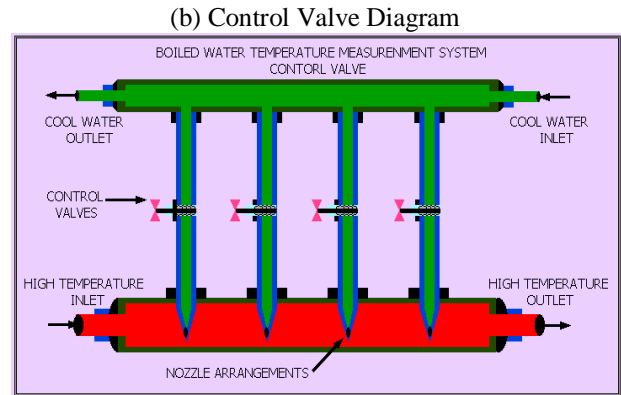 (b) Control Valve Diagram
BOILED WATER TEMPERATURE MEASURENMENT SYSTEM
CONTORL VALVE
COOL WATER
OUTLET
COOL WATER
INLET
CONTROL
VALVES
HIGH TEMPERATURE
INLET
HIGH TEMPERATURE
OUTLET
NOZZLE ARRANGEMENTS